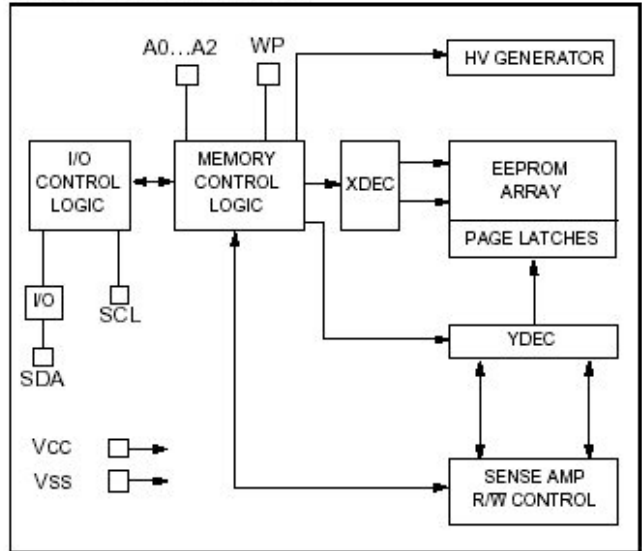 A0...A2
WP
HV GENERATOR
I/O
CONTROL
LOGIC
MEMORY
CONTROL
LOGIC
XDEC
EEPROM
ARRAY
PAGE LATCHES
I/O
SCL
SDA
YDEC
VCC
VSS
SENSE AMP
R/W̅ CONTROL